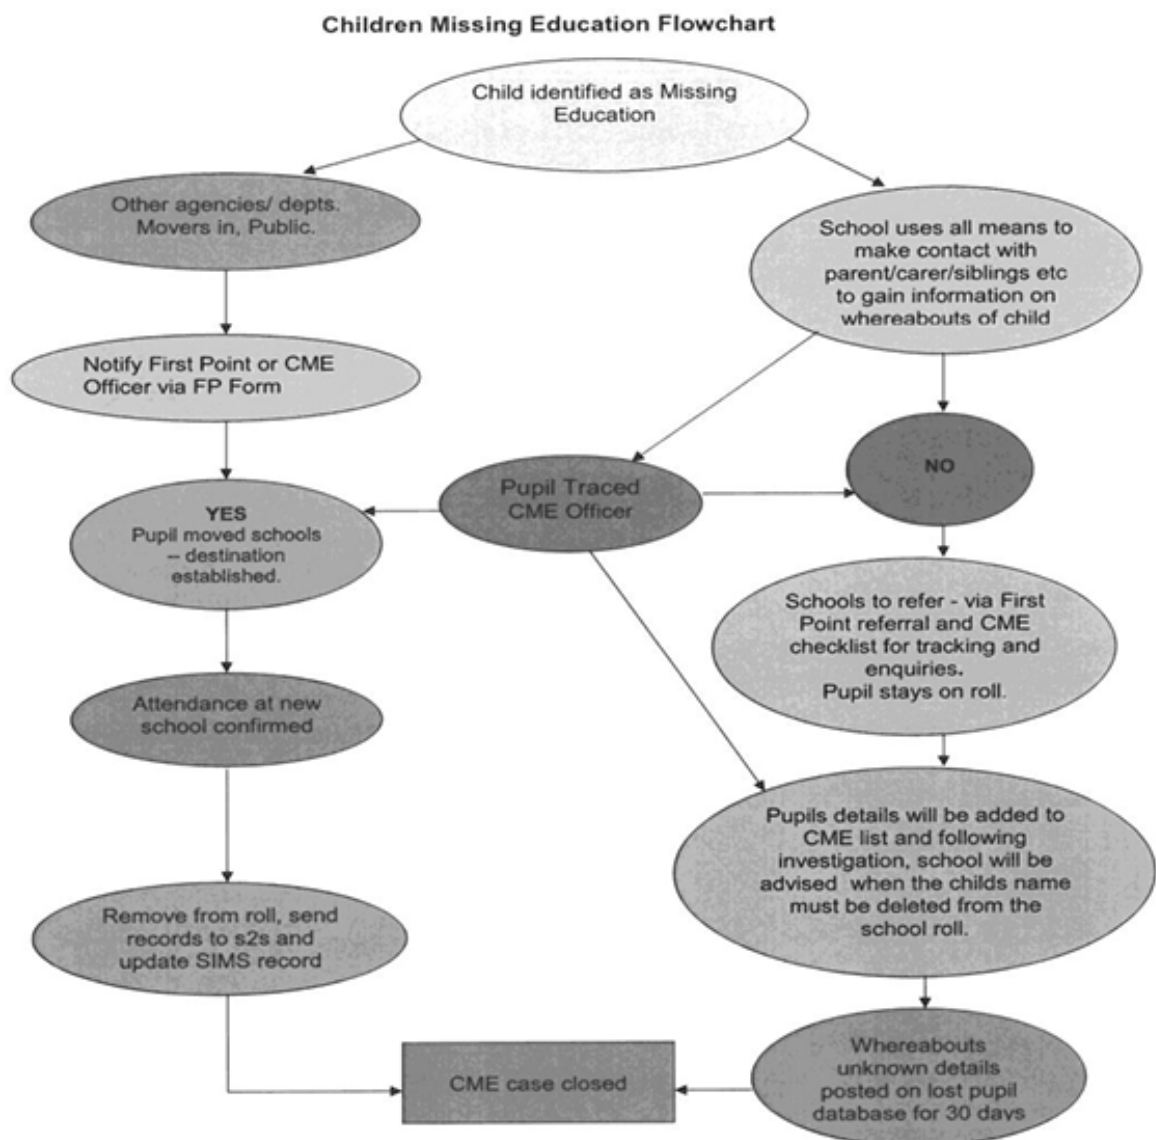 Children Missing Education Flowchart
Child identified as Missing
Education
Other agencies/ depts.
Movers in, Public.
School uses all means to
make contact with
parent/carer/siblings etc
to gain information on
whereabouts of child
Notify First Point or CME
Officer via FP Form
NO
Pupil Traced
CME Officer
YES
Pupil moved schools
– destination
established.
Schools to refer - via First
Point referral and CME
checklist for tracking and
enquiries.
Pupil stays on roll.
Attendance at new
school confirmed
Pupils details will be added to
CME list and following
investigation, school will be
advised when the childs name
must be deleted from the
school roll.
Remove from roll, send
records to s2s and
update SIMS record
Whereabouts
unknown details
posted on lost pupil
database for 30 days
CME case closed